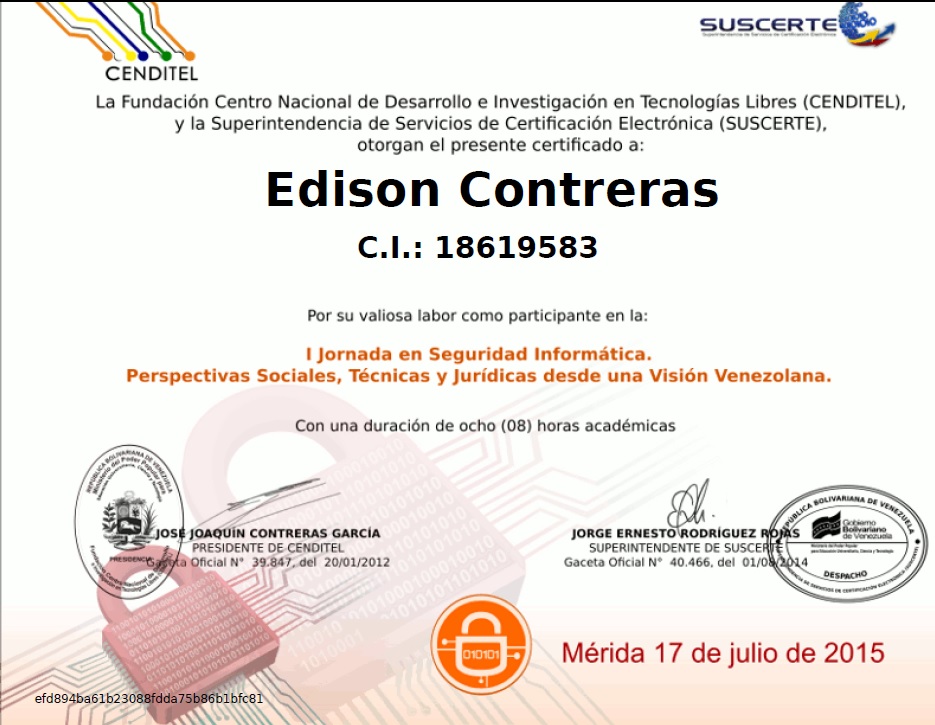 CENDITEL
SUSCERTE
Superintendencia de Servicios de Certificación Electrónica
La Fundación Centro Nacional de Desarrollo e Investigación en Tecnologías Libres (CENDITEL),
y la Superintendencia de Servicios de Certificación Electrónica (SUSCERTE),
otorgan el presente certificado a:
Edison Contreras
C.I.: 18619583
Por su valiosa labor como participante en la:
I Jornada en Seguridad Informática.
Perspectivas Sociales, Técnicas y Jurídicas desde una Visión Venezolana.
Con una duración de ocho (08) horas académicas
REPÚBLICA BOLIVARIANA DE VENEZUELA
Ministerio del Poder Popular para
PRESIDENCIA
JOSÉ JOAQUÍN CONTRERAS GARCÍA
PRESIDENTE DE CENDITEL
Gaceta Oficial N° 39.847, del 20/01/2012
JORGE ERNESTO RODRÍGUEZ ROJAS
SUPERINTENDENTE DE SUSCERTE
Gaceta Oficial N° 40.466, del 01/08/2014
REPÚBLICA BOLIVARIANA DE VENEZUELA
Gobierno
Bolivariano
de Venezuela
DESPACHO
010101
Mérida 17 de julio de 2015
efd894ba61b23088fdda75b86b1bfc81